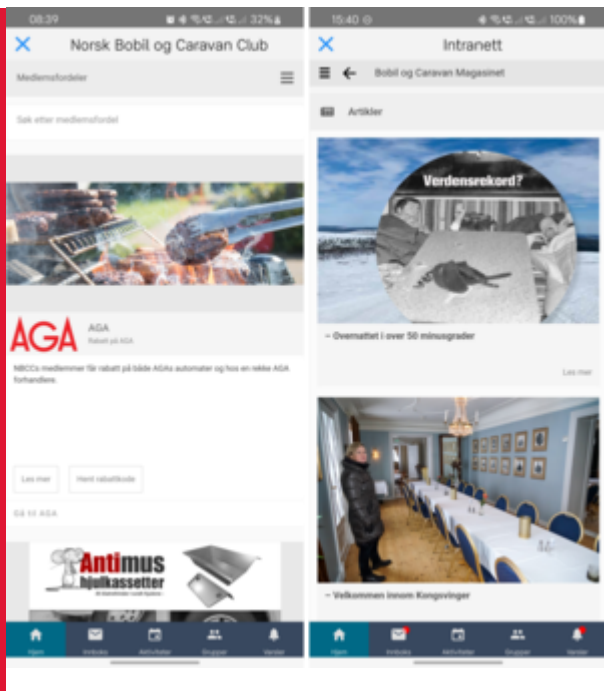 08:39
32%
Norsk Bobil og Caravan Club
Medlemsfordeler
Søk etter medlemsfordel
AGA
AGA
Rabatt på AGA
NBCCs medlemmer får rabatt på både AGAs automater og hos en rekke AGA
forhandlere.
Les mer
Hent rabattkode
Gå til AGA
Antimus
hjulkassetter
Hjem
Innboks
Aktiviteter
Grupper
Varsler
15:40
100%
Intranett
Bobil og Caravan Magasinet
Artikler
Verdensrekord?
– Overnattet i over 50 minusgrader
Les mer
– Velkommen innom Kongsvinger
Hjem
Innboks
Aktiviteter
Grupper
Varsler